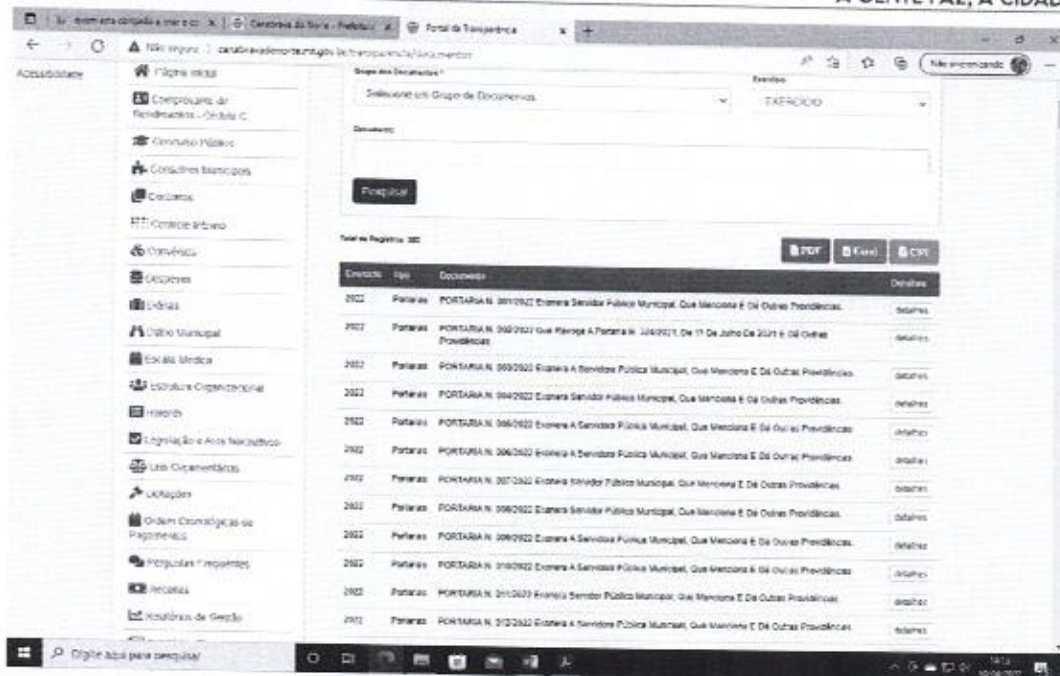 A GENTE FAZ, A CIDAD
Portal da Transparência
Não seguro
Acessibilidade
Página inicial
Comprovante de
Rendimentos - Cédula C
Concurso Público
Conselhos Municipais
Contratos
Controle Interno
Convênios
Despesas
Diárias
Diário Municipal
Escala Médica
Estrutura Organizacional
Holerite
Legislação e Atos Normativos
Leis Orçamentárias
Licitações
Ordem Cronológicas de
Pagamentos
Perguntas Frequentes
Receitas
Relatórios de Gestão
Grupo dos Documentos *
Selecione um Grupo de Documentos
Exercício
EXERCÍCIO
Documento
Pesquisar
Total de Registros:
PDF Excel CSV
Exercício Tipo Documento Detalhes
2022 Portarias PORTARIA N. 001/2022 Exonera Servidor Público Municipal, Que Menciona E Dá Outras Providências. detalhes
2022 Portarias PORTARIA N. 002/2022 Que Revoga A Portaria N. De 11 De Julho De 2021 E Dá Outras
Providências detalhes
2022 Portarias PORTARIA N. 003/2022 Exonera A Servidora Pública Municipal, Que Menciona E Dá Outras Providências. detalhes
2022 Portarias PORTARIA N. 004/2022 Exonera Servidor Público Municipal, Que Menciona E Dá Outras Providências. detalhes
2022 Portarias PORTARIA N. 005/2022 Exonera A Servidora Pública Municipal, Que Menciona E Dá Outras Providências. detalhes
2022 Portarias PORTARIA N. 006/2022 Exonera A Servidora Pública Municipal, Que Menciona E Dá Outras Providências. detalhes
2022 Portarias PORTARIA N. 007/2022 Exonera Servidor Público Municipal, Que Menciona E Dá Outras Providências. detalhes
2022 Portarias PORTARIA N. 008/2022 Exonera Servidor Público Municipal, Que Menciona E Dá Outras Providências. detalhes
2022 Portarias PORTARIA N. 009/2022 Exonera A Servidora Pública Municipal, Que Menciona E Dá Outras Providências. detalhes
2022 Portarias PORTARIA N. 010/2022 Exonera A Servidora Pública Municipal, Que Menciona E Dá Outras Providências. detalhes
2022 Portarias PORTARIA N. 011/2022 Exonera Servidor Público Municipal, Que Menciona E Dá Outras Providências. detalhes
2022 Portarias PORTARIA N. 012/2022 Exonera A Servidora Pública Municipal, Que Menciona E Dá Outras Providências. detalhes
Digite aqui para pesquisar